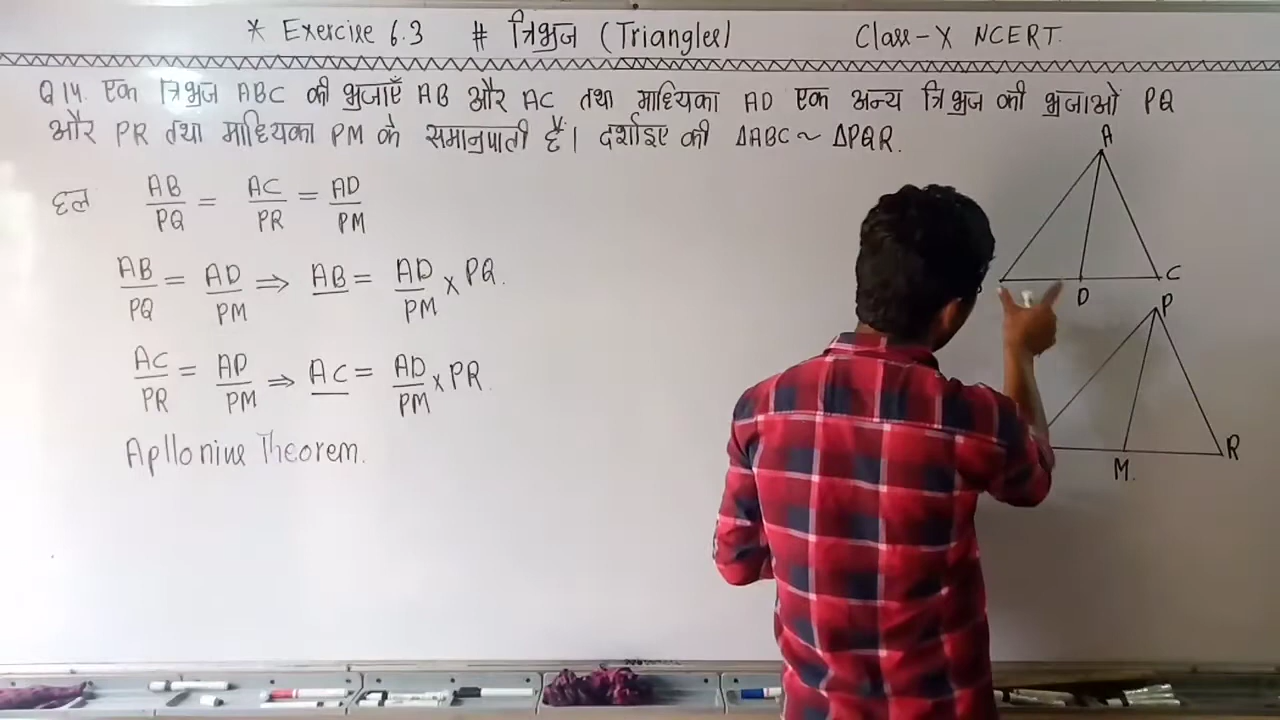 * Exercise 6.3 # त्रिभुज (Triangles) Class-X NCERT.
Q 14. एक त्रिभुज ABC की भुजाएँ AB और AC तथा माध्यिका AD एक अन्य त्रिभुज की भुजाओं PQ
और PR तथा माध्यिका PM के समानुपाती हैं। दर्शाइए की ΔABC ~ ΔPQR.
हल AB/PQ = AC/PR = AD/PM
AB/PQ = AD/PM ⇒ AB = AD/PM × PQ.
AC/PR = AD/PM ⇒ AC = AD/PM × PR
Apllonius Theorem.
A
D
C
P
M.
R